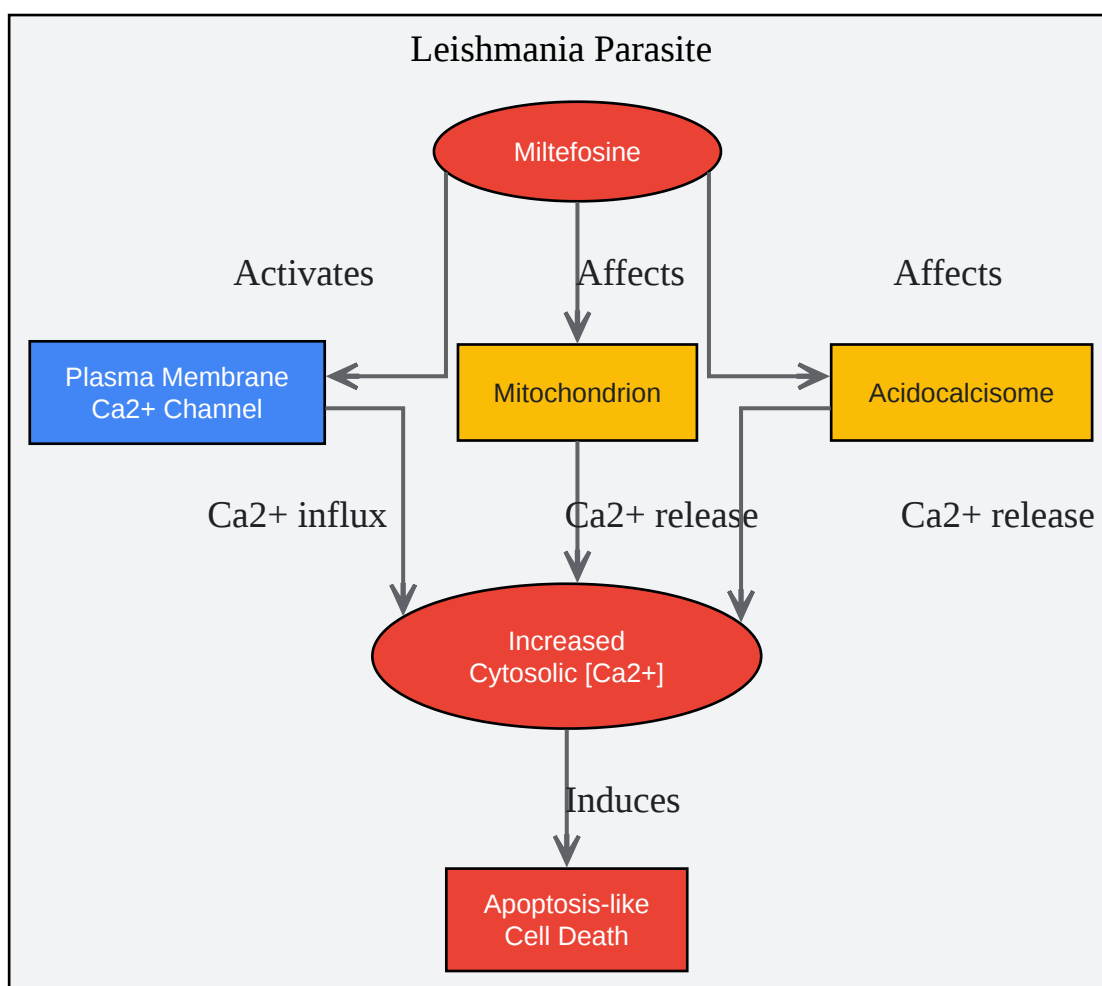 Leishmania Parasite
Miltefosine
Activates
Affects
Affects
Plasma Membrane
Ca2+ Channel
Mitochondrion
Acidocalcisome
Ca2+ influx
Ca2+ release
Ca2+ release
Increased
Cytosolic [Ca2+]
Induces
Apoptosis-like
Cell Death